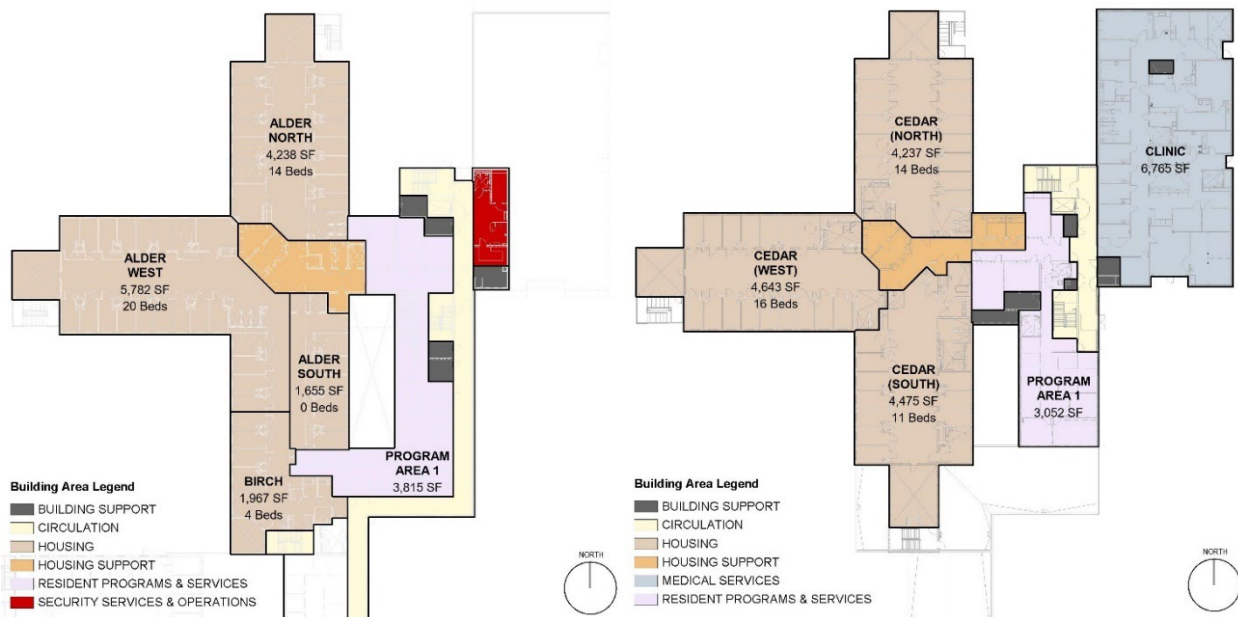 ALDER
NORTH
4,238 SF
14 Beds
ALDER
WEST
5,782 SF
20 Beds
ALDER
SOUTH
1,655 SF
0 Beds
PROGRAM
AREA 1
3,815 SF
BIRCH
1,967 SF
4 Beds
Building Area Legend
BUILDING SUPPORT
CIRCULATION
HOUSING
HOUSING SUPPORT
RESIDENT PROGRAMS & SERVICES
SECURITY SERVICES & OPERATIONS
NORTH
CEDAR
(NORTH)
4,237 SF
14 Beds
CLINIC
6,765 SF
CEDAR
(WEST)
4,643 SF
16 Beds
CEDAR
(SOUTH)
4,475 SF
11 Beds
PROGRAM
AREA 1
3,052 SF
Building Area Legend
BUILDING SUPPORT
CIRCULATION
HOUSING
HOUSING SUPPORT
MEDICAL SERVICES
RESIDENT PROGRAMS & SERVICES
NORTH